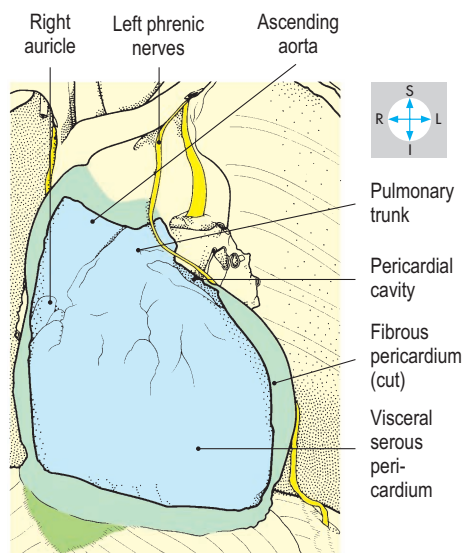 Right
auricle
Left phrenic
nerves
Ascending
aorta
S
R L
I
Pulmonary
trunk
Pericardial
cavity
Fibrous
pericardium
(cut)
Visceral
serous
peri-
cardium